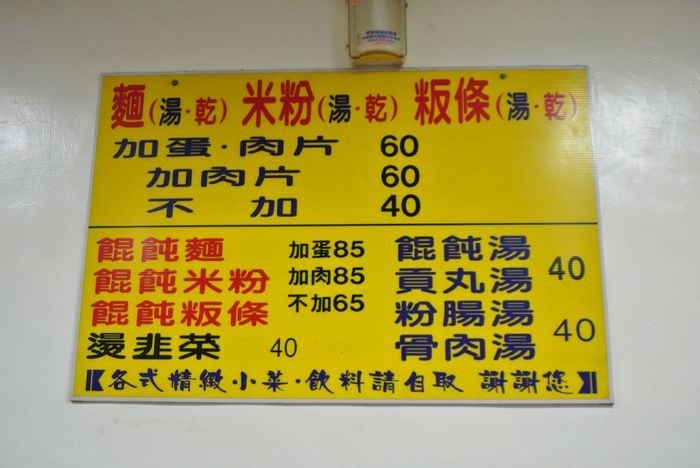 麵(湯·乾) 米粉(湯·乾) 粄條(湯·乾)
加蛋·肉片 60
加肉片 60
不加 40
餛飩麵 加蛋85
餛飩米粉 加肉85
餛飩粄條 不加65
燙韭菜 40
餛飩湯
貢丸湯 40
粉腸湯
骨肉湯 40
各式精緻小菜·飲料請自取 謝謝您